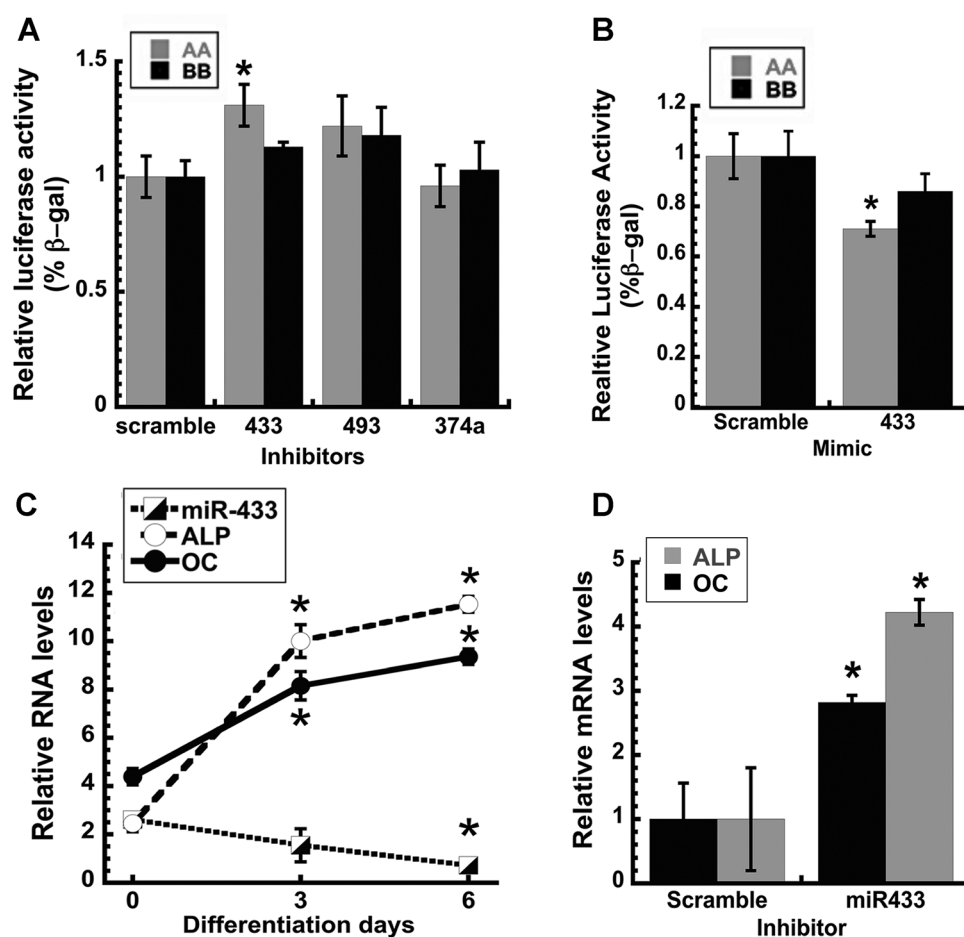 A
AA
BB
Relative luciferase activity
(% β–gal)
1.5
1
0.5
0
*
scramble 433 493 374a
Inhibitors
B
AA
BB
Realtive Luciferase Activity
(%β–gal)
1.2
1.0
0.8
0.6
0.4
0.2
0
*
Scramble 433
Mimic
C
miR-433
ALP
OC
Relative RNA levels
14
12
10
8
6
4
2
0
* *
* *
*
0 3 6
Differentiation days
D
ALP
OC
Relative mRNA levels
5
4
3
2
1
0
* *
Scramble miR433
Inhibitor